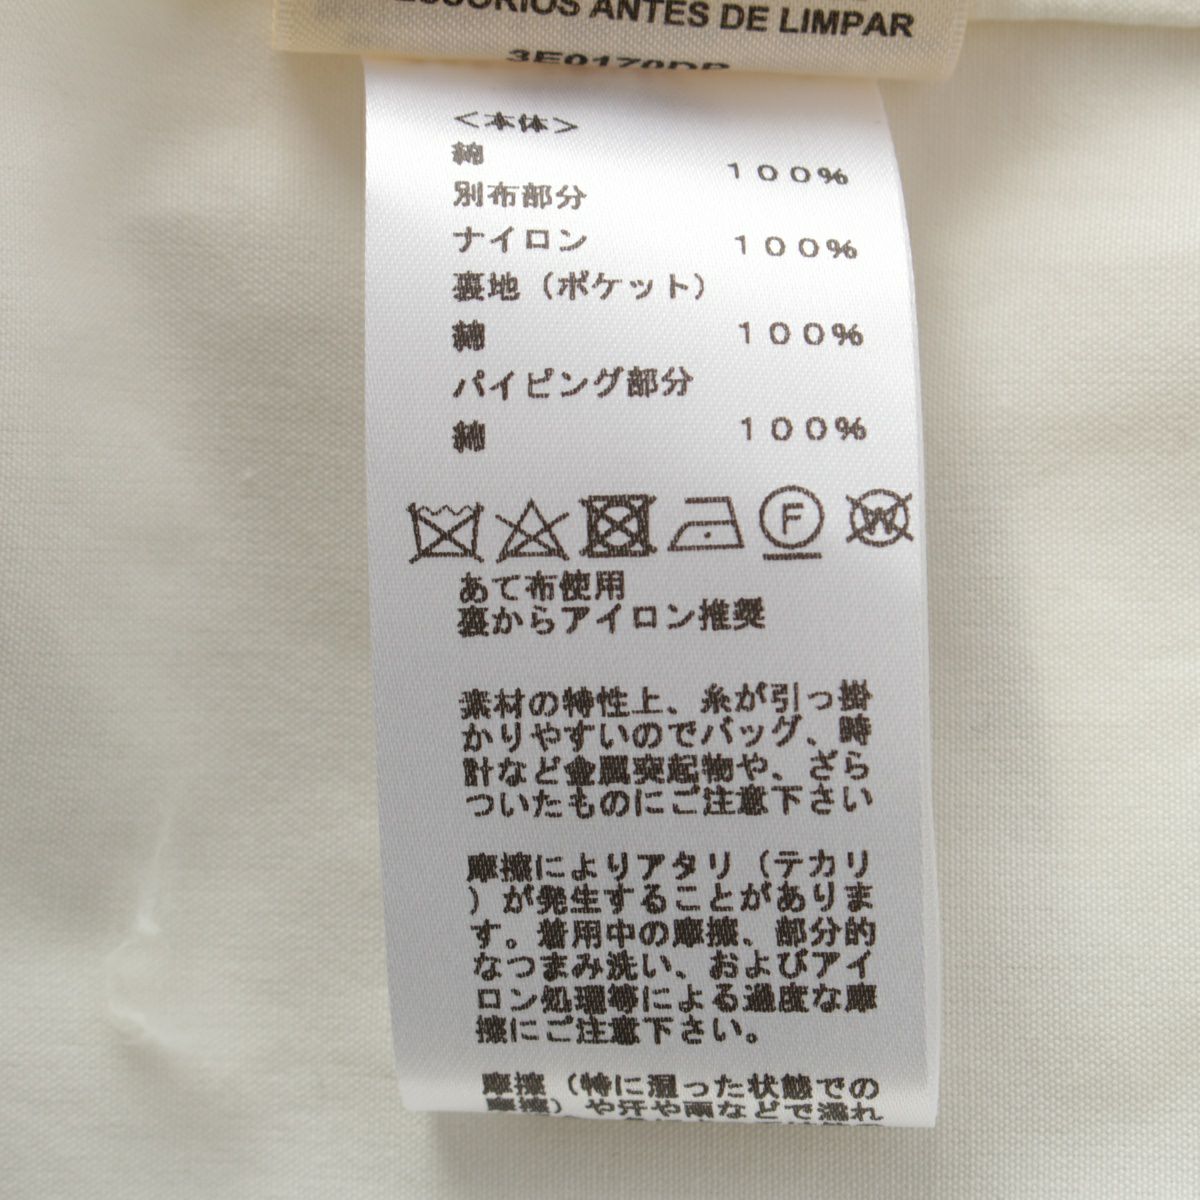 ESSÓRIOS ANTES DE LIMPAR
3E0170DP
＜本体＞
綿 100%
別布部分
ナイロン 100%
裏地（ポケット）
綿 100%
パイピング部分
綿 100%
F W
あて布使用
裏からアイロン推奨
素材の特性上、糸が引っ掛
かりやすいのでバッグ、時
計など金属突起物や、ざら
ついたものにご注意下さい
摩擦によりアタリ（テカリ
）が発生することがありま
す。着用中の摩擦、部分的
なつまみ洗い、およびアイ
ロン処理等による過度な摩
擦にご注意下さい。
摩擦（特に湿った状態での
摩擦）や汗や雨などで濡れ